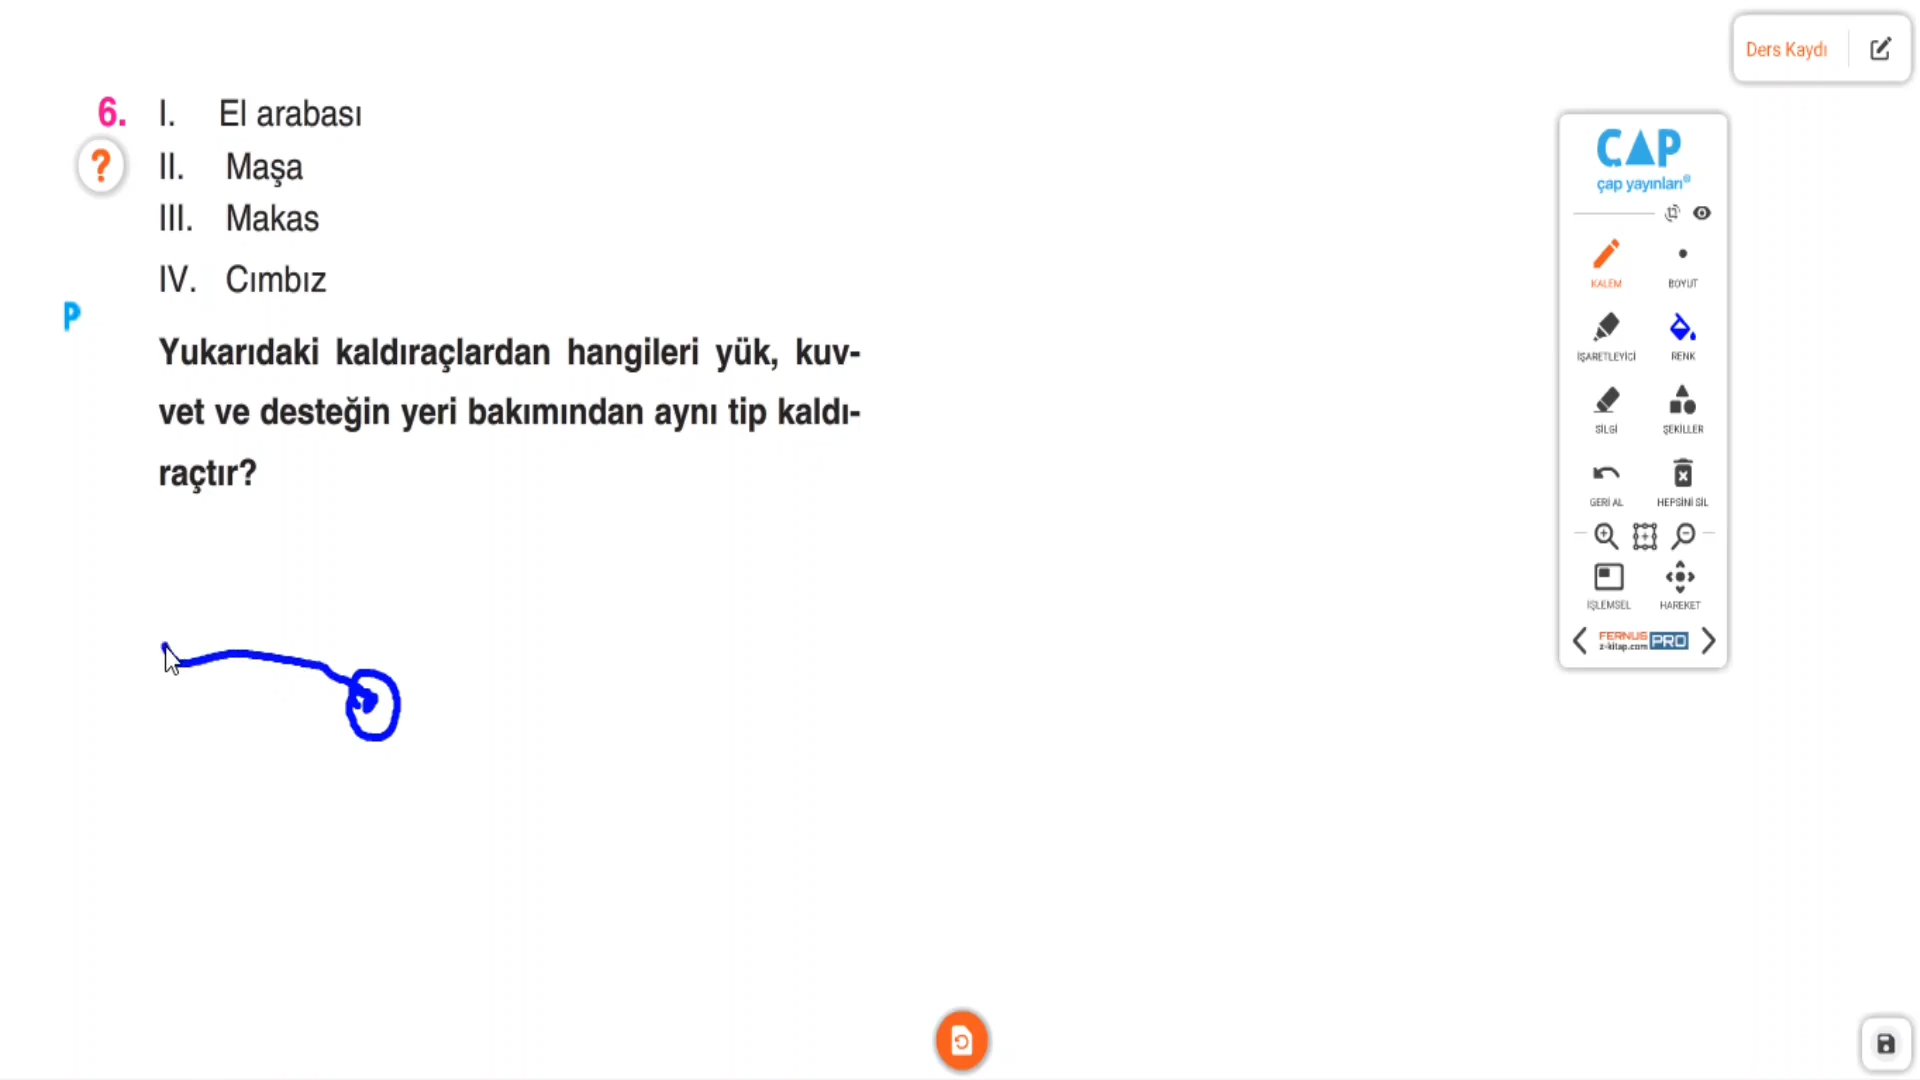 Ders Kaydı
6. I. El arabası
? II. Maşa
III. Makas
IV. Cımbız
P
Yukarıdaki kaldıraçlardan hangileri yük, kuv-
vet ve desteğin yeri bakımından aynı tip kaldı-
raçtır?
ÇAP
çap yayınları®
KALEM BOYUT
İŞARETLEYİCİ RENK
SİLGİ ŞEKİLLER
GERİ AL HEPSİNİ SİL
İŞLEMSEL HAREKET
FERNUS
z-kitap.com PRO